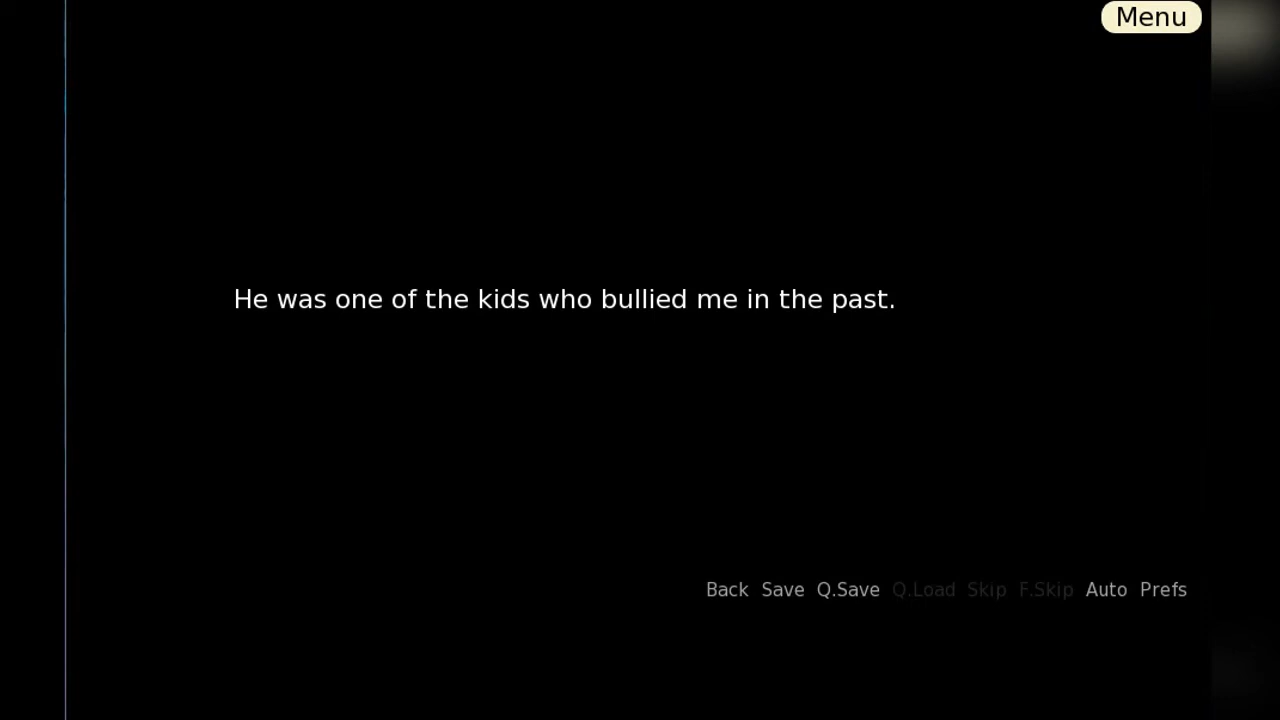 Menu
He was one of the kids who bullied me in the past.
Back Save Q.Save Q.Load Skip F.Skip Auto Prefs